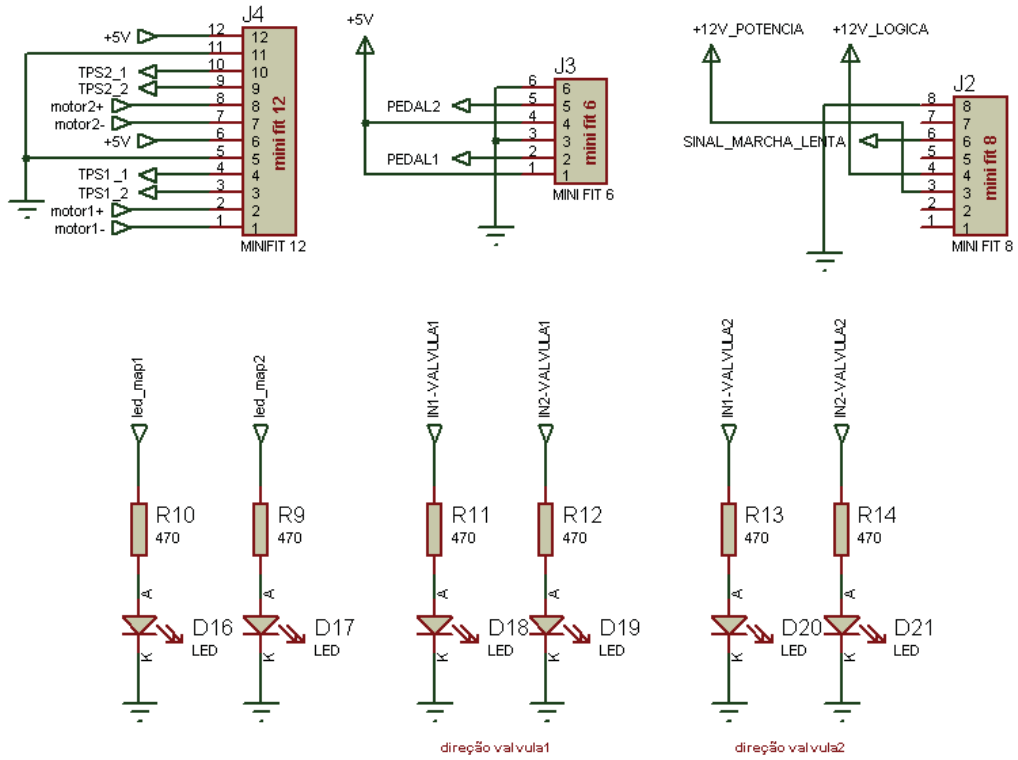 J4
+5V 12 12
11 11
TPS2_1 10 10
TPS2_2 9 9
motor2+ 8 8
motor2- 7 7
+5V 6 6
5 5
TPS1_1 4 4
TPS1_2 3 3
motor1+ 2 2
motor1- 1 1
mini fit 12
MINIFIT 12
+5V
J3
6 6
PEDAL2 5 5
4 4
3 3
PEDAL1 2 2
1 1
mini fit 6
MINI FIT 6
+12V_POTENCIA
+12V_LOGICA
J2
8 8
7 7
SINAL_MARCHA_LENTA 6 6
5 5
4 4
3 3
2 2
1 1
mini fit 8
MINI FIT 8
led_map1
R10
470
A
D16
LED
K
led_map2
R9
470
A
D17
LED
K
IN1-VALVULA1
R11
470
A
D18
LED
K
IN2-VALVULA1
R12
470
A
D19
LED
K
direção valvula1
IN1-VALVULA2
R13
470
A
D20
LED
K
IN2-VALVULA2
R14
470
A
D21
LED
K
direção valvula2